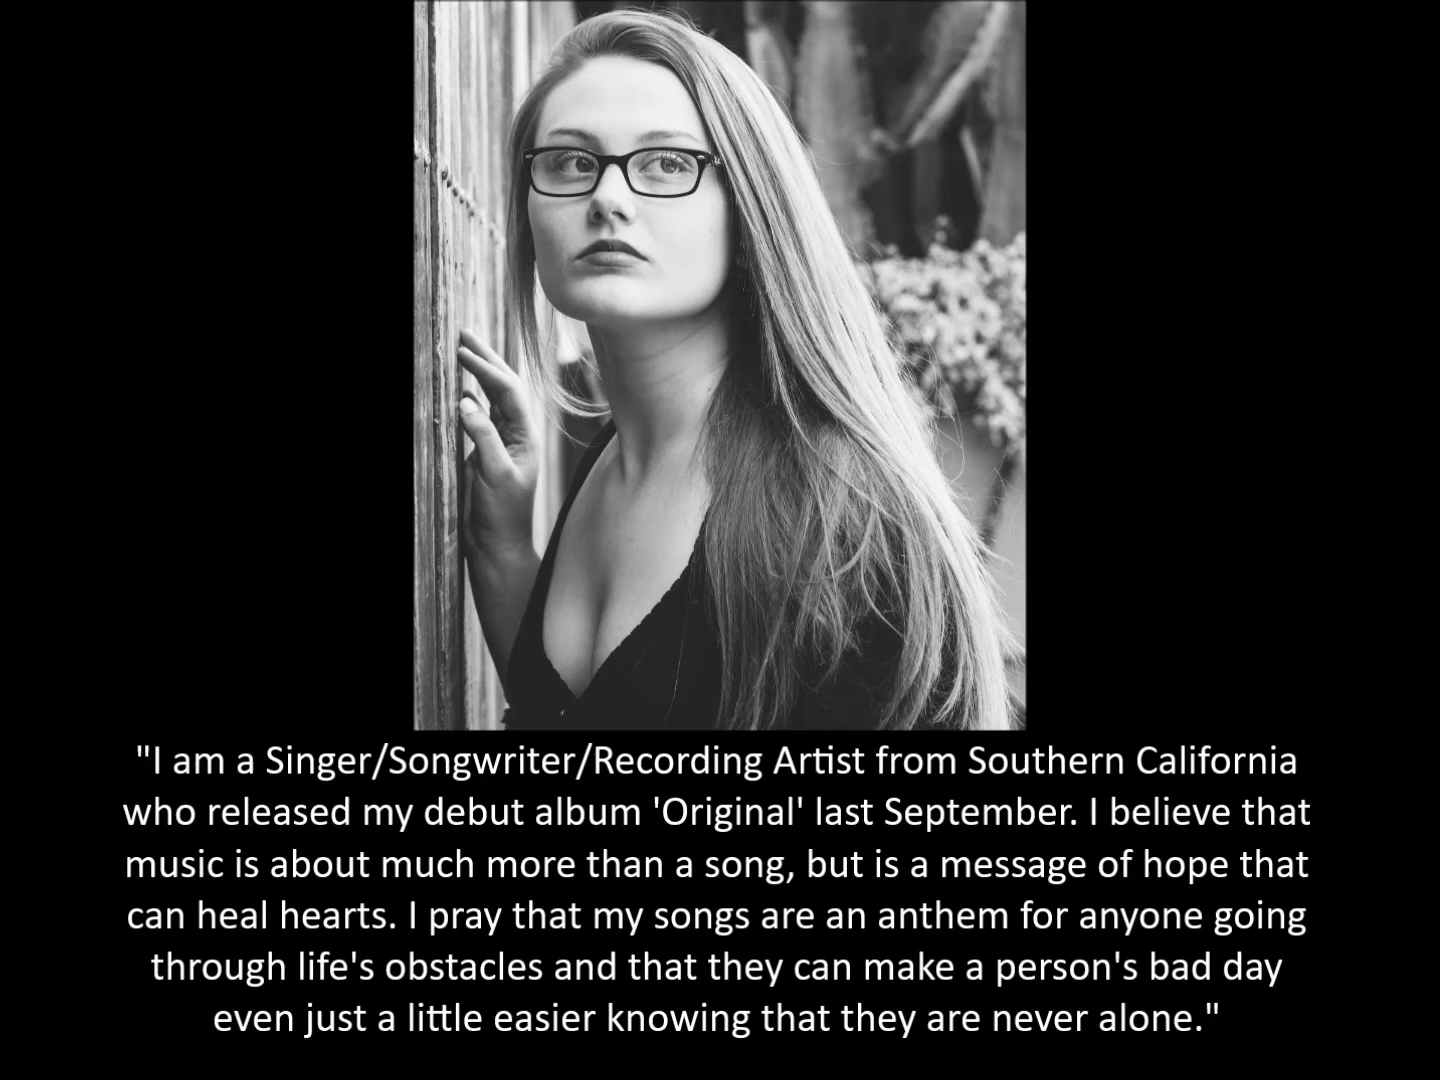 "I am a Singer/Songwriter/Recording Artist from Southern California
who released my debut album 'Original' last September. I believe that
music is about much more than a song, but is a message of hope that
can heal hearts. I pray that my songs are an anthem for anyone going
through life's obstacles and that they can make a person's bad day
even just a little easier knowing that they are never alone."